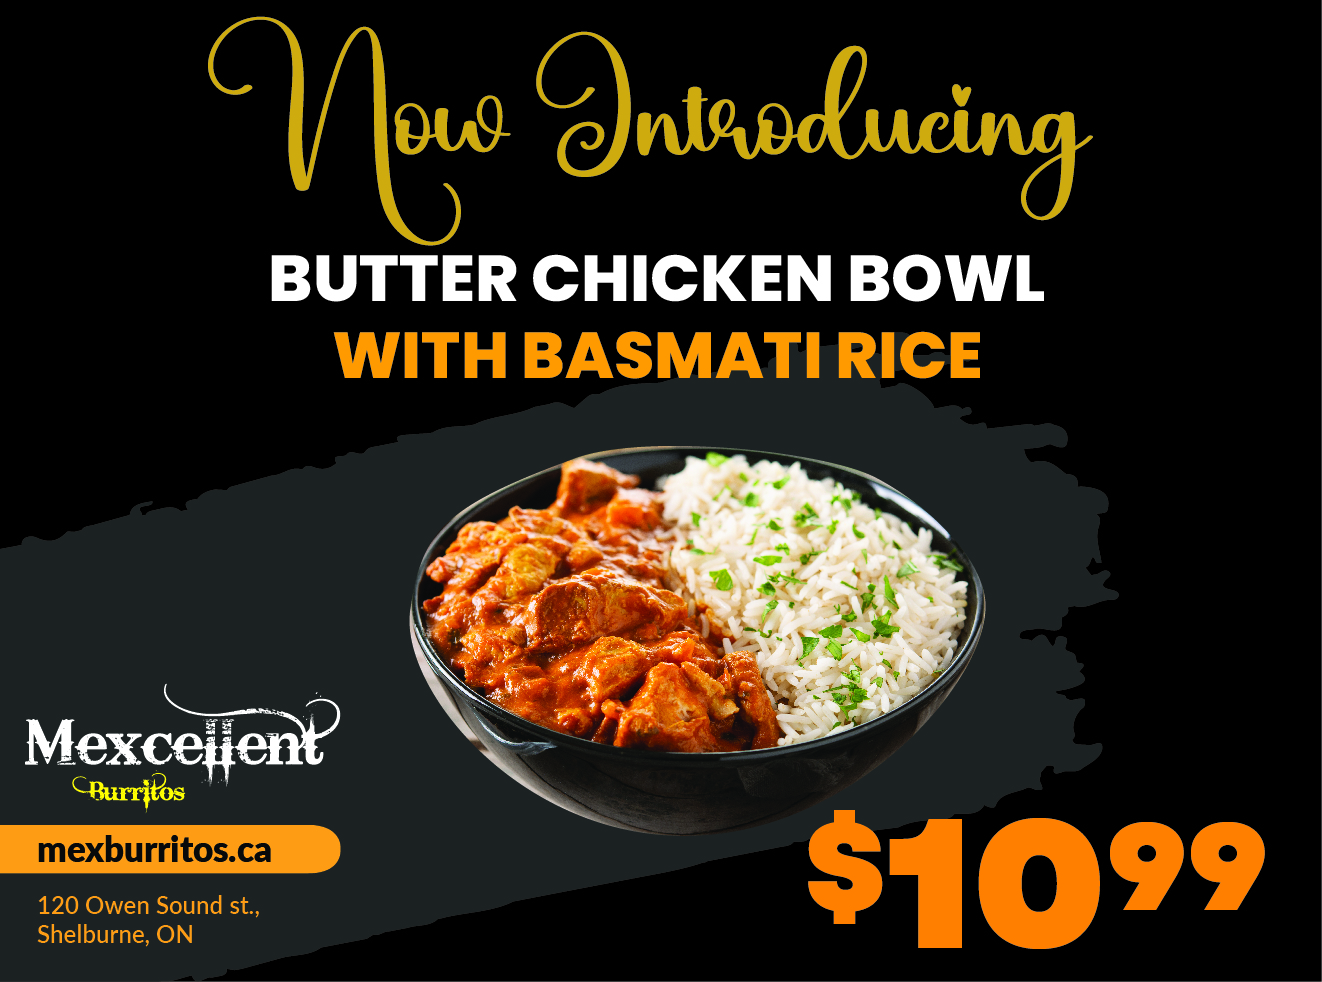 Now Introducing
BUTTER CHICKEN BOWL
WITH BASMATI RICE
Mexcellent
Burritos
mexburritos.ca
120 Owen Sound st.,
Shelburne, ON
$1099